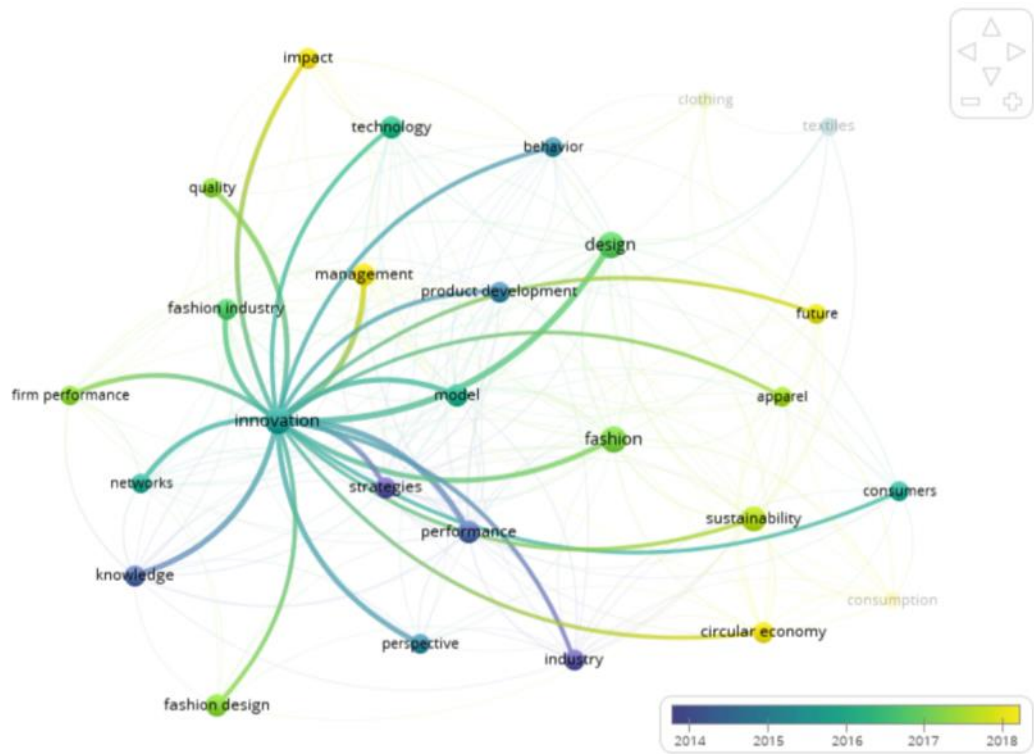 impact
clothing
technology
textiles
behavior
quality
design
management
product development
fashion industry
future
firm performance
model
apparel
innovation
fashion
networks
strategies
consumers
performance
sustainability
knowledge
consumption
circular economy
perspective
industry
fashion design
2014 2015 2016 2017 2018